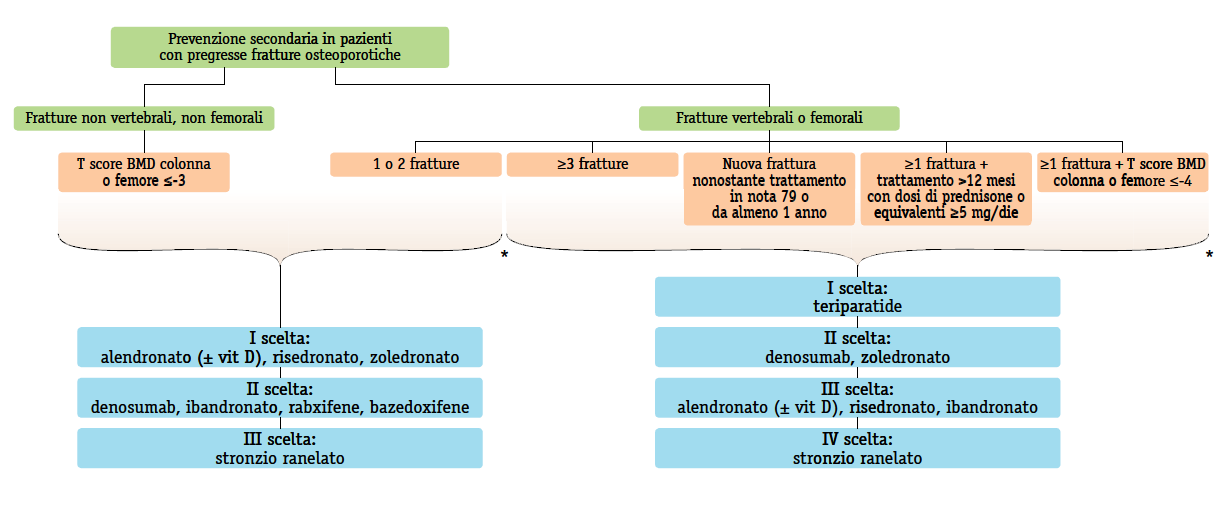 Prevenzione secondaria in pazienti
con pregresse fratture osteoporotiche
Fratture non vertebrali, non femorali
Fratture vertebrali o femorali
T score BMD colonna
o femore ≤-3
1 o 2 fratture
≥3 fratture
Nuova frattura
nonostante trattamento
in nota 79 o
da almeno 1 anno
≥1 frattura +
trattamento >12 mesi
con dosi di prednisone o
equivalenti ≥5 mg/die
≥1 frattura + T score BMD
colonna o femore ≤-4
*
*
I scelta:
alendronato (± vit D), risedronato, zoledronato
II scelta:
denosumab, ibandronato, rabxifene, bazedoxifene
III scelta:
stronzio ranelato
I scelta:
teriparatide
II scelta:
denosumab, zoledronato
III scelta:
alendronato (± vit D), risedronato, ibandronato
IV scelta:
stronzio ranelato